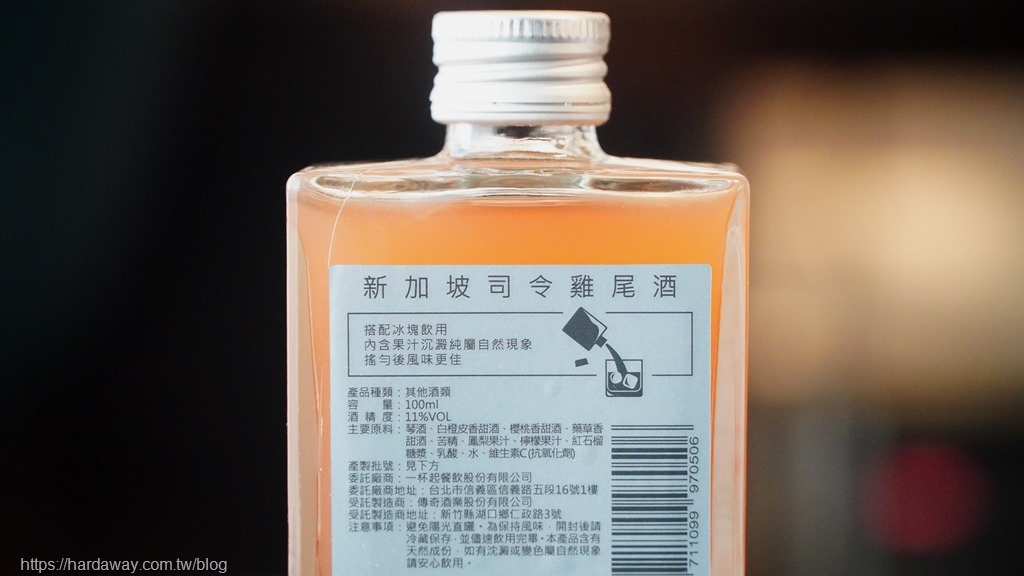 新加坡司令雞尾酒
搭配冰塊飲用
內含果汁沉澱純屬自然現象
搖勻後風味更佳
產品種類：其他酒類
容　　量：100ml
酒 精 度：11%VOL
主要原料：琴酒、白橙皮香甜酒、櫻桃香甜酒、藥草香
甜酒、苦精、鳳梨果汁、檸檬果汁、紅石榴
糖漿、乳酸、水、維生素C(抗氧化劑)
產製批號：見下方
委託廠商：一杯起餐飲股份有限公司
委託廠商地址：台北市信義區信義路五段16號1樓
受託製造商：傳奇酒業股份有限公司
受託製造商地址：新竹縣湖口鄉仁政路3號
注意事項：避免陽光直曬。為保持風味，開封後請
冷藏保存，並儘速飲用完畢。本產品含有
天然成份，如有沈澱或變色屬自然現象
請安心飲用。
711099 970506
https://hardaway.com.tw/blog